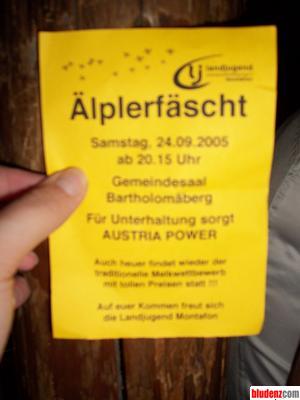 landjugend
Montafon
Älplerfäscht
Samstag, 24.09.2005
ab 20.15 Uhr
Gemeindesaal
Bartholomäberg
Für Unterhaltung sorgt
AUSTRIA POWER
Auch heuer findet wieder der
traditionelle Melkwettbewerb
mit tollen Preisen statt !!!
Auf euer Kommen freut sich
die Landjugend Montafon
bludenz.com